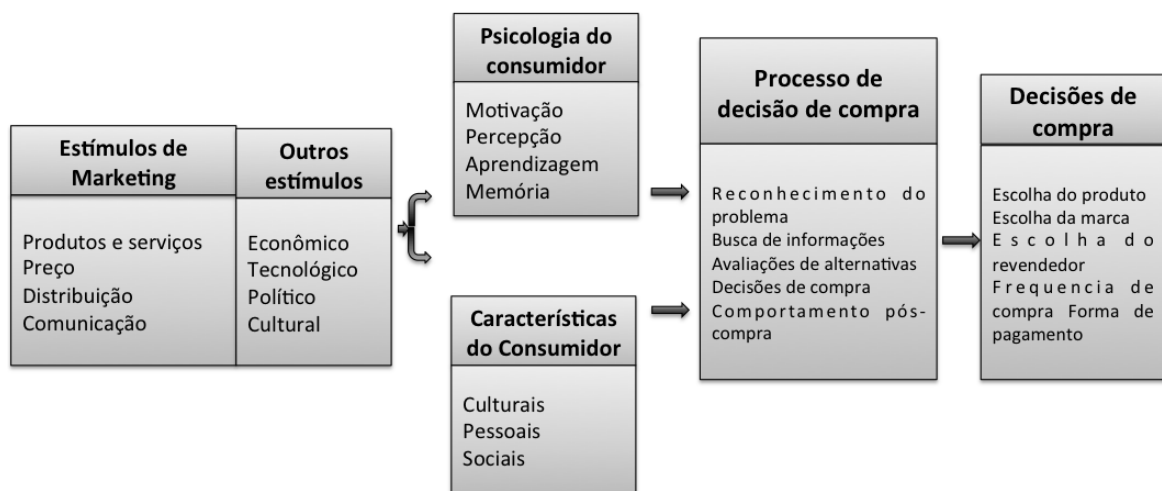 Estímulos de
Marketing
Produtos e serviços
Preço
Distribuição
Comunicação
Outros
estímulos
Econômico
Tecnológico
Político
Cultural
Psicologia do
consumidor
Motivação
Percepção
Aprendizagem
Memória
Características
do Consumidor
Culturais
Pessoais
Sociais
Processo de
decisão de compra
Reconhecimento do
problema
Busca de informações
Avaliações de alternativas
Decisões de compra
Comportamento pós-
compra
Decisões de
compra
Escolha do produto
Escolha da marca
Escolha do
revendedor
Frequencia de
compra Forma de
pagamento